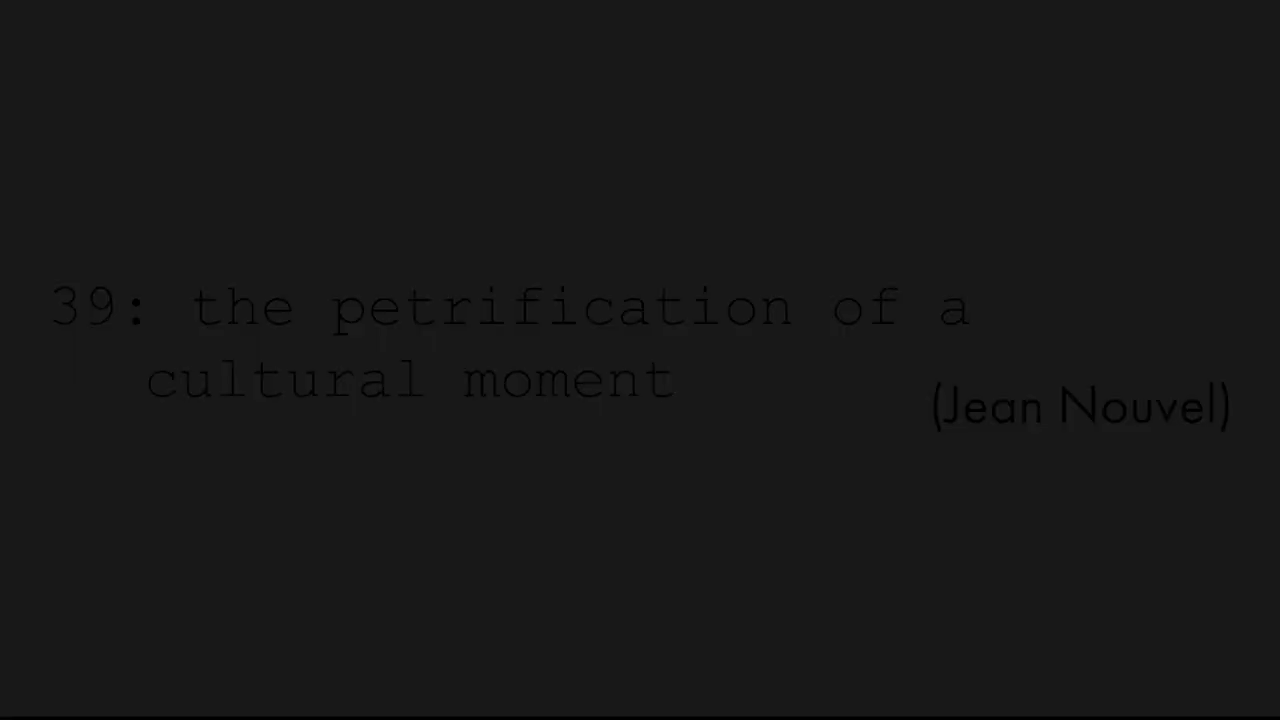 39: the petrification of a
cultural moment
(Jean Nouvel)